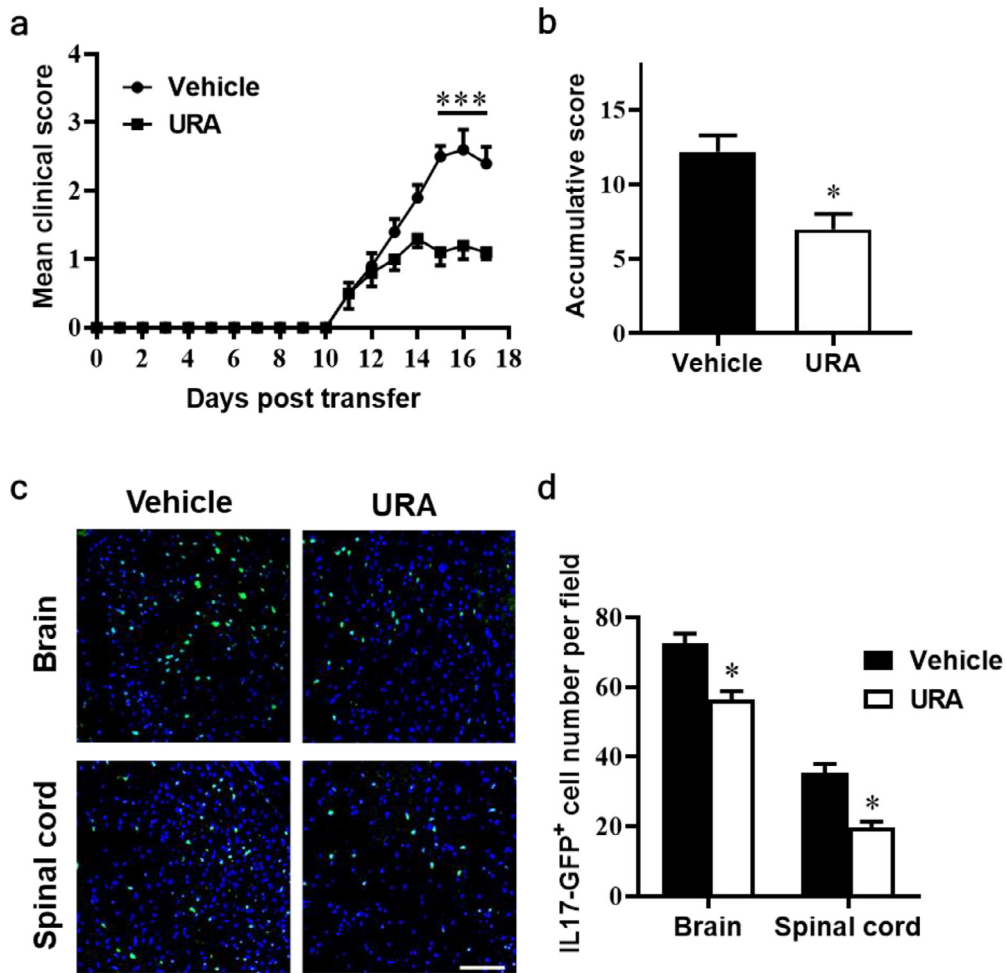 a
Mean clinical score
4
3
2
1
0
Vehicle
URA
***
0 2 4 6 8 10 12 14 16 18
Days post transfer
b
Accumulative score
15
10
5
0
*
Vehicle URA
c
Vehicle URA
Brain
Spinal cord
d
IL17-GFP+ cell number per field
80
60
40
20
0
*
*
Vehicle
URA
Brain Spinal cord